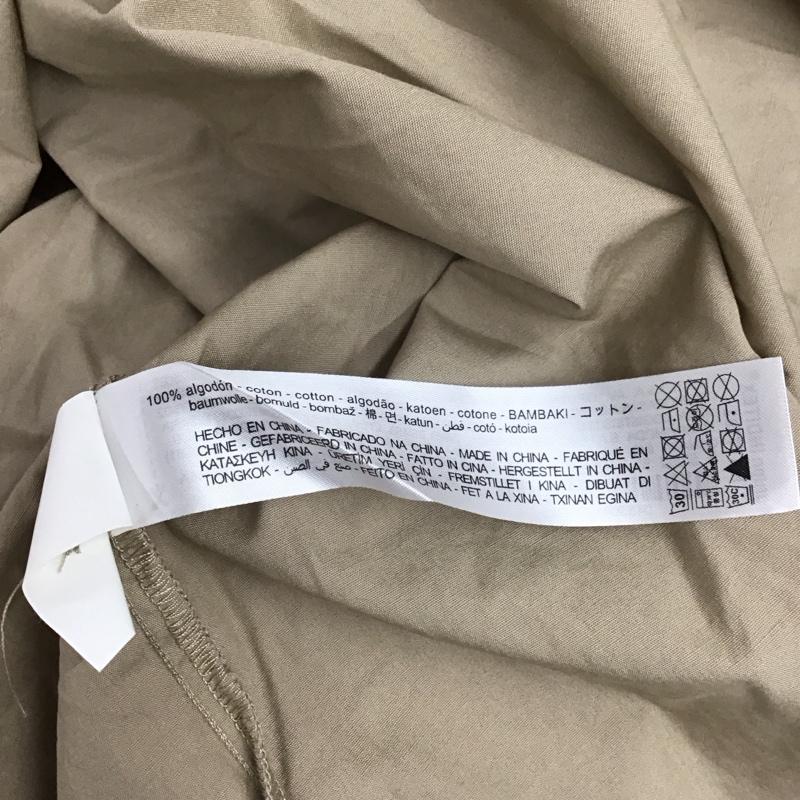 100% algodón - coton - cotton - algodão - katoen - cotone - BAMBAKI - コットン -
baumwolle - bomuld - bombaž - 棉 - 면 - katun - قطن - cotó - kotoia
HECHO EN CHINA - FABRICADO NA CHINA - MADE IN CHINA - FABRIQUÉ EN
CHINE - GEFABRICEERD IN CHINA - FATTO IN CINA - HERGESTELLT IN CHINA -
ΚΑΤΑΣΚΕΥΗ ΚΙΝΑ - ÜRETİM YERİ ÇİN - FREMSTILLET I KINA - DIBUAT DI
TIONGKOK - صنع في الصين - FEITO EN CHINA - FET A LA XINA - TXINAN EGINA
30
30C